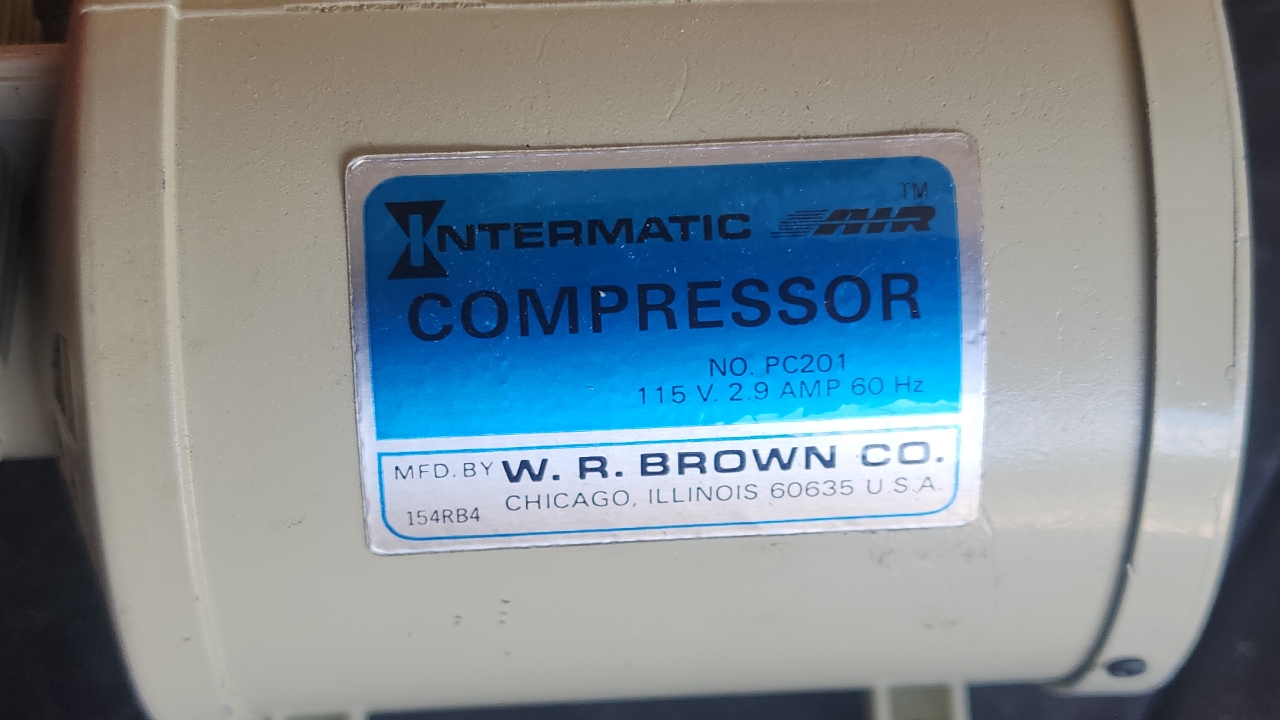 INTERMATIC AIR TM
COMPRESSOR
NO. PC201
115 V. 2.9 AMP 60 Hz
MFD. BY W. R. BROWN CO.
CHICAGO, ILLINOIS 60635 U.S.A.
154RB4